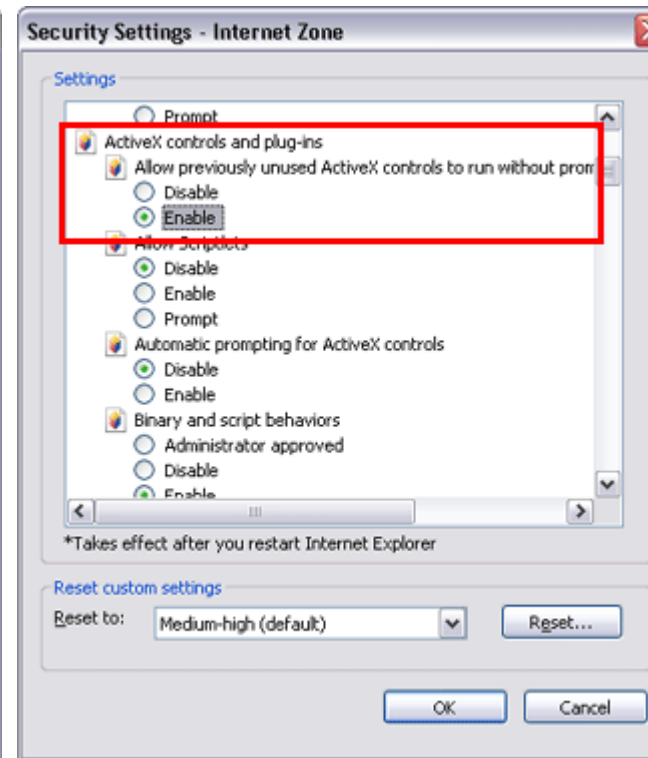 Security Settings - Internet Zone
Settings
Prompt
ActiveX controls and plug-ins
Allow previously unused ActiveX controls to run without prom
Disable
Enable
Allow Scriptlets
Disable
Enable
Prompt
Automatic prompting for ActiveX controls
Disable
Enable
Binary and script behaviors
Administrator approved
Disable
Enable
*Takes effect after you restart Internet Explorer
Reset custom settings
Reset to: Medium-high (default) Reset...
OK Cancel